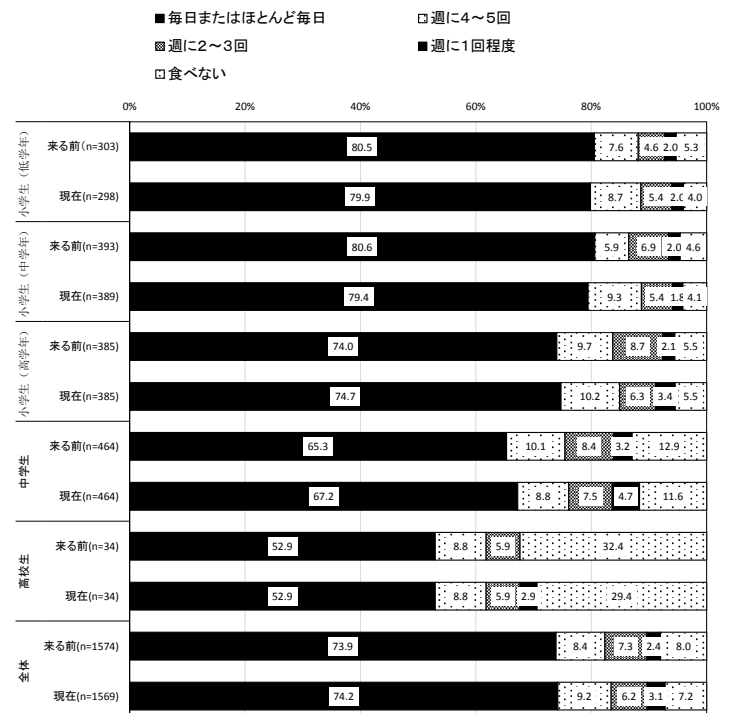 ■毎日またはほとんど毎日 週に4～5回
週に2～3回 ■週に1回程度
食べない
0% 20% 40% 60% 80% 100%
小学生（低学年）
来る前(n=303) 80.5 7.6 4.6 2.0 5.3
現在(n=298) 79.9 8.7 5.4 2.0 4.0
小学生（中学年）
来る前(n=393) 80.6 5.9 6.9 2.0 4.6
現在(n=389) 79.4 9.3 5.4 1.8 4.1
小学生（高学年）
来る前(n=385) 74.0 9.7 8.7 2.1 5.5
現在(n=385) 74.7 10.2 6.3 3.4 5.5
中学生
来る前(n=464) 65.3 10.1 8.4 3.2 12.9
現在(n=464) 67.2 8.8 7.5 4.7 11.6
高校生
来る前(n=34) 52.9 8.8 5.9 32.4
現在(n=34) 52.9 8.8 5.9 2.9 29.4
全体
来る前(n=1574) 73.9 8.4 7.3 2.4 8.0
現在(n=1569) 74.2 9.2 6.2 3.1 7.2